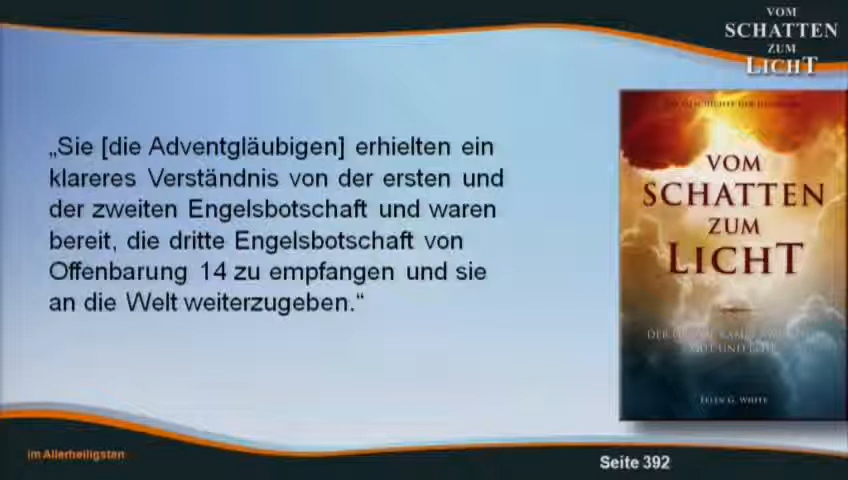 VOM
SCHATTEN
ZUM
LICHT
„Sie [die Adventgläubigen] erhielten ein
klareres Verständnis von der ersten und
der zweiten Engelsbotschaft und waren
bereit, die dritte Engelsbotschaft von
Offenbarung 14 zu empfangen und sie
an die Welt weiterzugeben.“
VOM
SCHATTEN
ZUM
LICHT
GUT UND
ELLEN G. WHITE
im Allerheiligsten
Seite 392